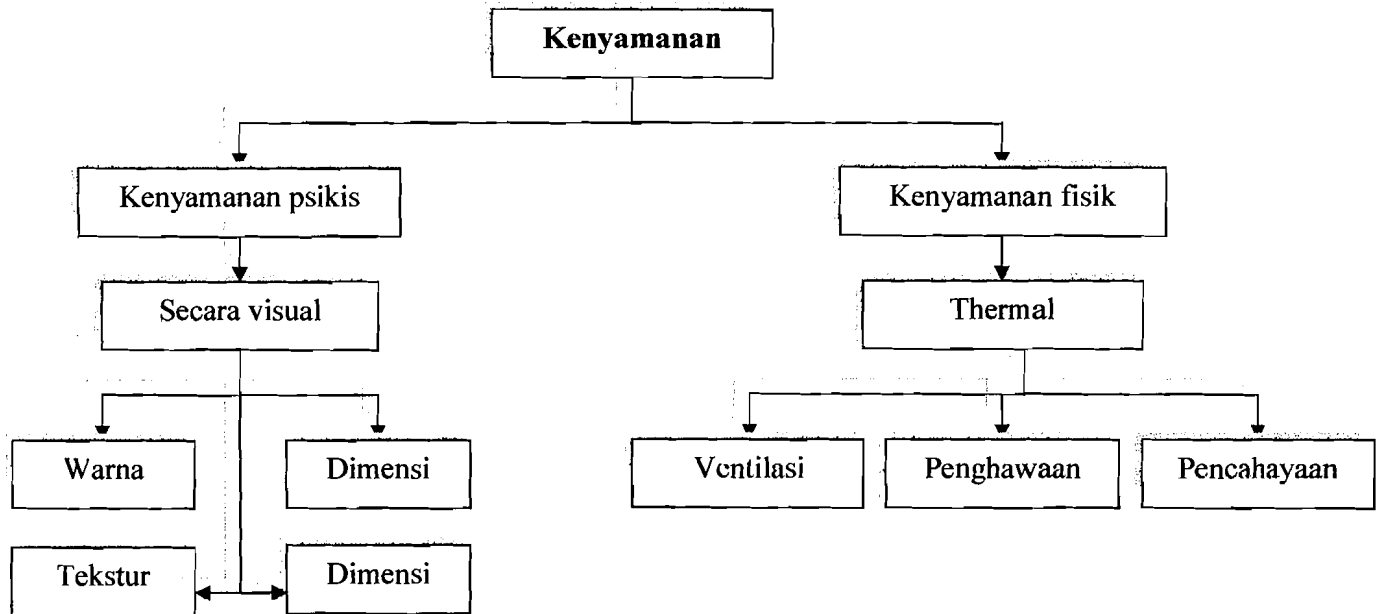 Kenyamanan
Kenyamanan psikis
Kenyamanan fisik
Secara visual
Thermal
Warna
Dimensi
Ventilasi
Penghawaan
Pencahayaan
Tekstur
Dimensi